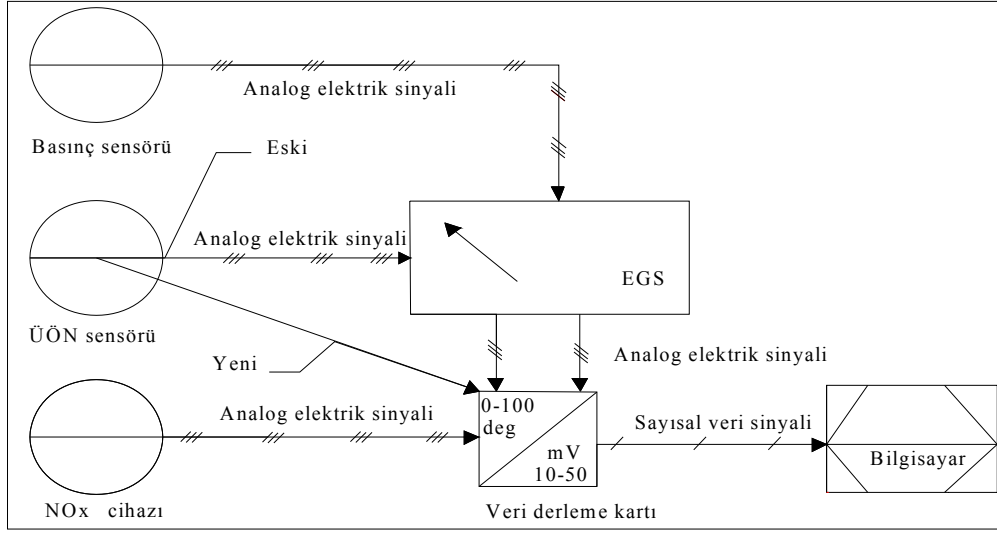 Analog elektrik sinyali
Basınç sensörü
Eski
Analog elektrik sinyali
EGS
ÜÖN sensörü
Yeni
Analog elektrik sinyali
Analog elektrik sinyali
0-100
deg
mV
10-50
Sayısal veri sinyali
Bilgisayar
NOx cihazı
Veri derleme kartı